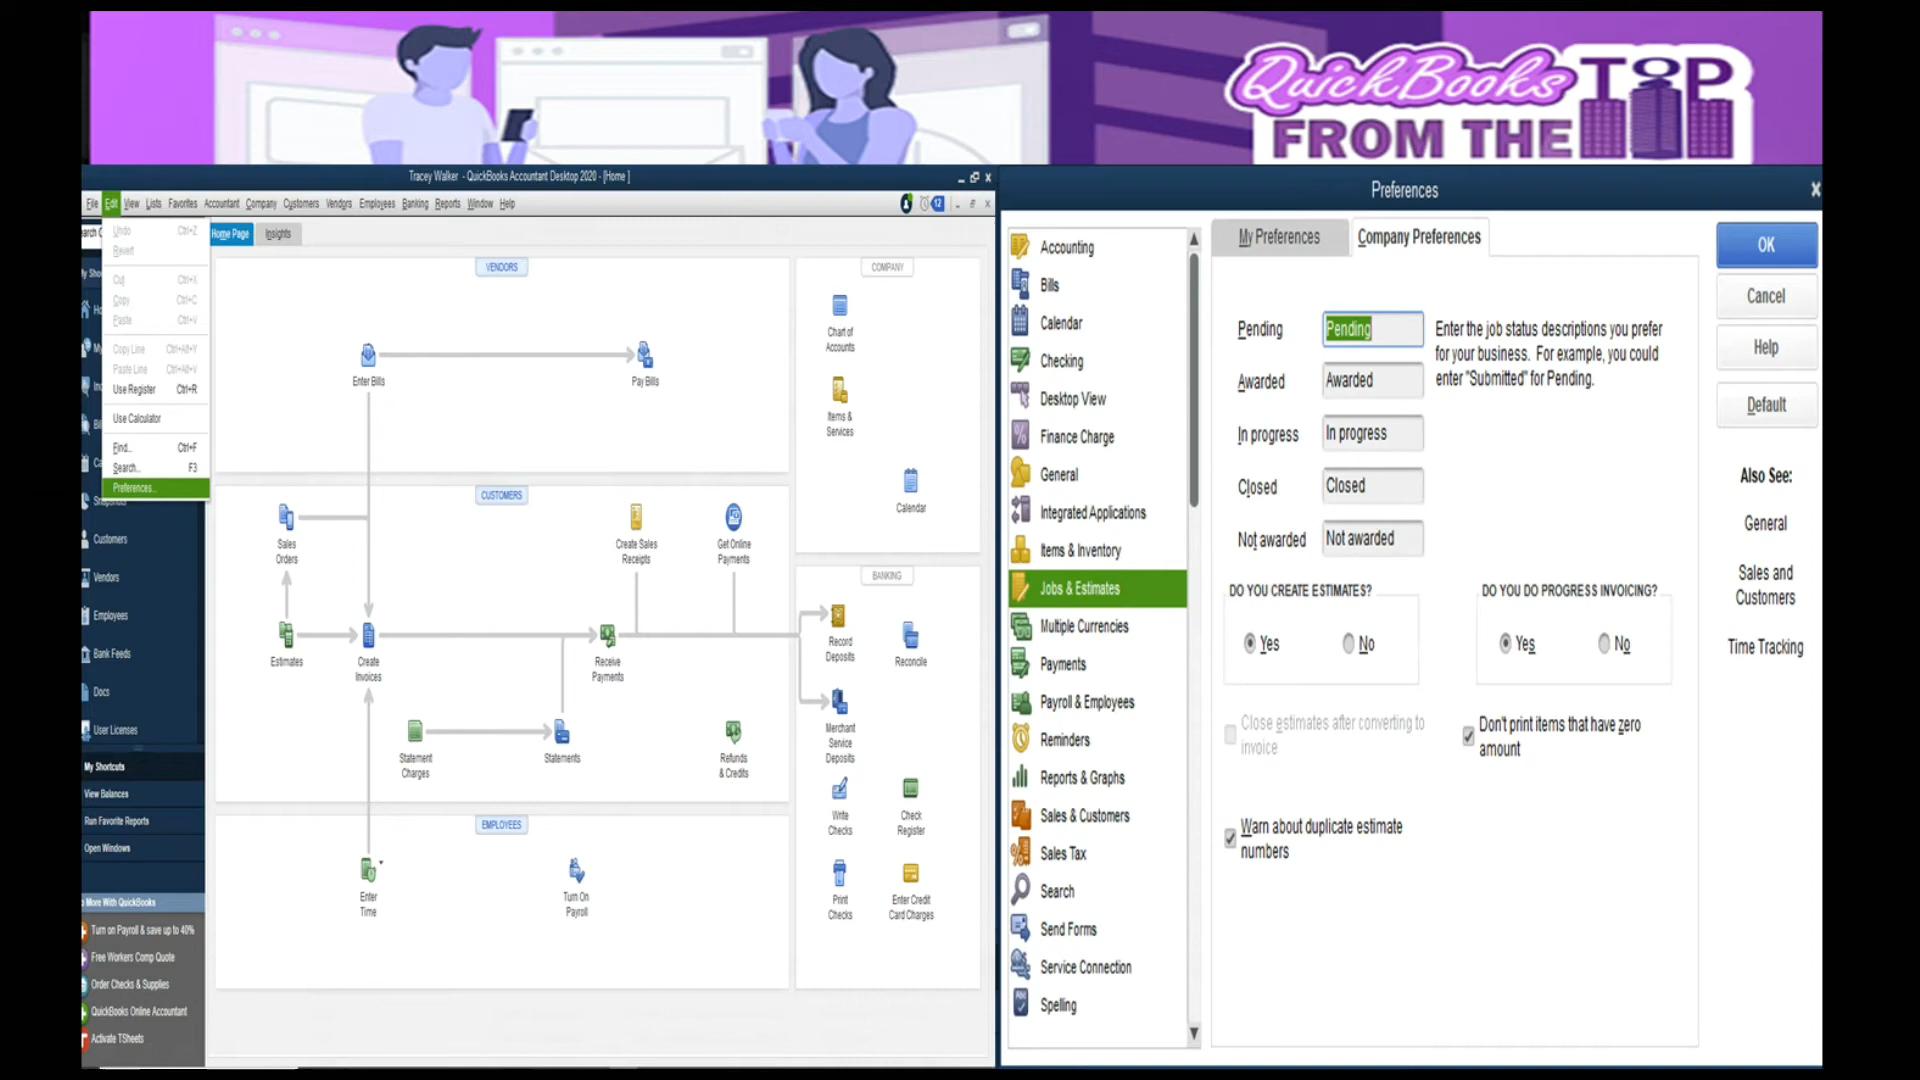 QuickBooks TOP
FROM THE
Tracey Walker - QuickBooks Accountant Desktop 2020 - [Home ]
File Edit View Lists Favorites Accountant Company Customers Vendors Employees Banking Reports Window Help
12
Undo Ctrl+Z
Revert
Cut Ctrl+X
Copy Ctrl+C
Paste Ctrl+V
Copy Line Ctrl+Alt+Y
Paste Line Ctrl+Alt+V
Use Register Ctrl+R
Use Calculator
Find... Ctrl+F
Search... F3
Preferences...
Snapshots
Customers
Vendors
Employees
Bank Feeds
Docs
User Licenses
My Shortcuts
View Balances
Run Favorite Reports
Open Windows
More With QuickBooks
Turn on Payroll & save up to 40%
Free Workers Comp Quote
Order Checks & Supplies
QuickBooks Online Accountant
Activate TSheets
Home Page Insights
VENDORS
Enter Bills
Pay Bills
CUSTOMERS
Sales
Orders
Create Sales
Receipts
Get Online
Payments
Estimates
Create
Invoices
Receive
Payments
Statement
Charges
Statements
Refunds
& Credits
EMPLOYEES
Enter
Time
Turn On
Payroll
COMPANY
Chart of
Accounts
Items &
Services
Calendar
BANKING
Record
Deposits
Reconcile
Merchant
Service
Deposits
Write
Checks
Check
Register
Print
Checks
Enter Credit
Card Charges
Preferences
Accounting
Bills
Calendar
Checking
Desktop View
Finance Charge
General
Integrated Applications
Items & Inventory
Jobs & Estimates
Multiple Currencies
Payments
Payroll & Employees
Reminders
Reports & Graphs
Sales & Customers
Sales Tax
Search
Send Forms
Service Connection
Spelling
My Preferences Company Preferences
Pending Pending
Awarded Awarded
In progress In progress
Closed Closed
Not awarded Not awarded
Enter the job status descriptions you prefer
for your business. For example, you could
enter "Submitted" for Pending.
DO YOU CREATE ESTIMATES?
Yes No
DO YOU DO PROGRESS INVOICING?
Yes No
Close estimates after converting to
invoice
Don't print items that have zero
amount
Warn about duplicate estimate
numbers
OK
Cancel
Help
Default
Also See:
General
Sales and
Customers
Time Tracking